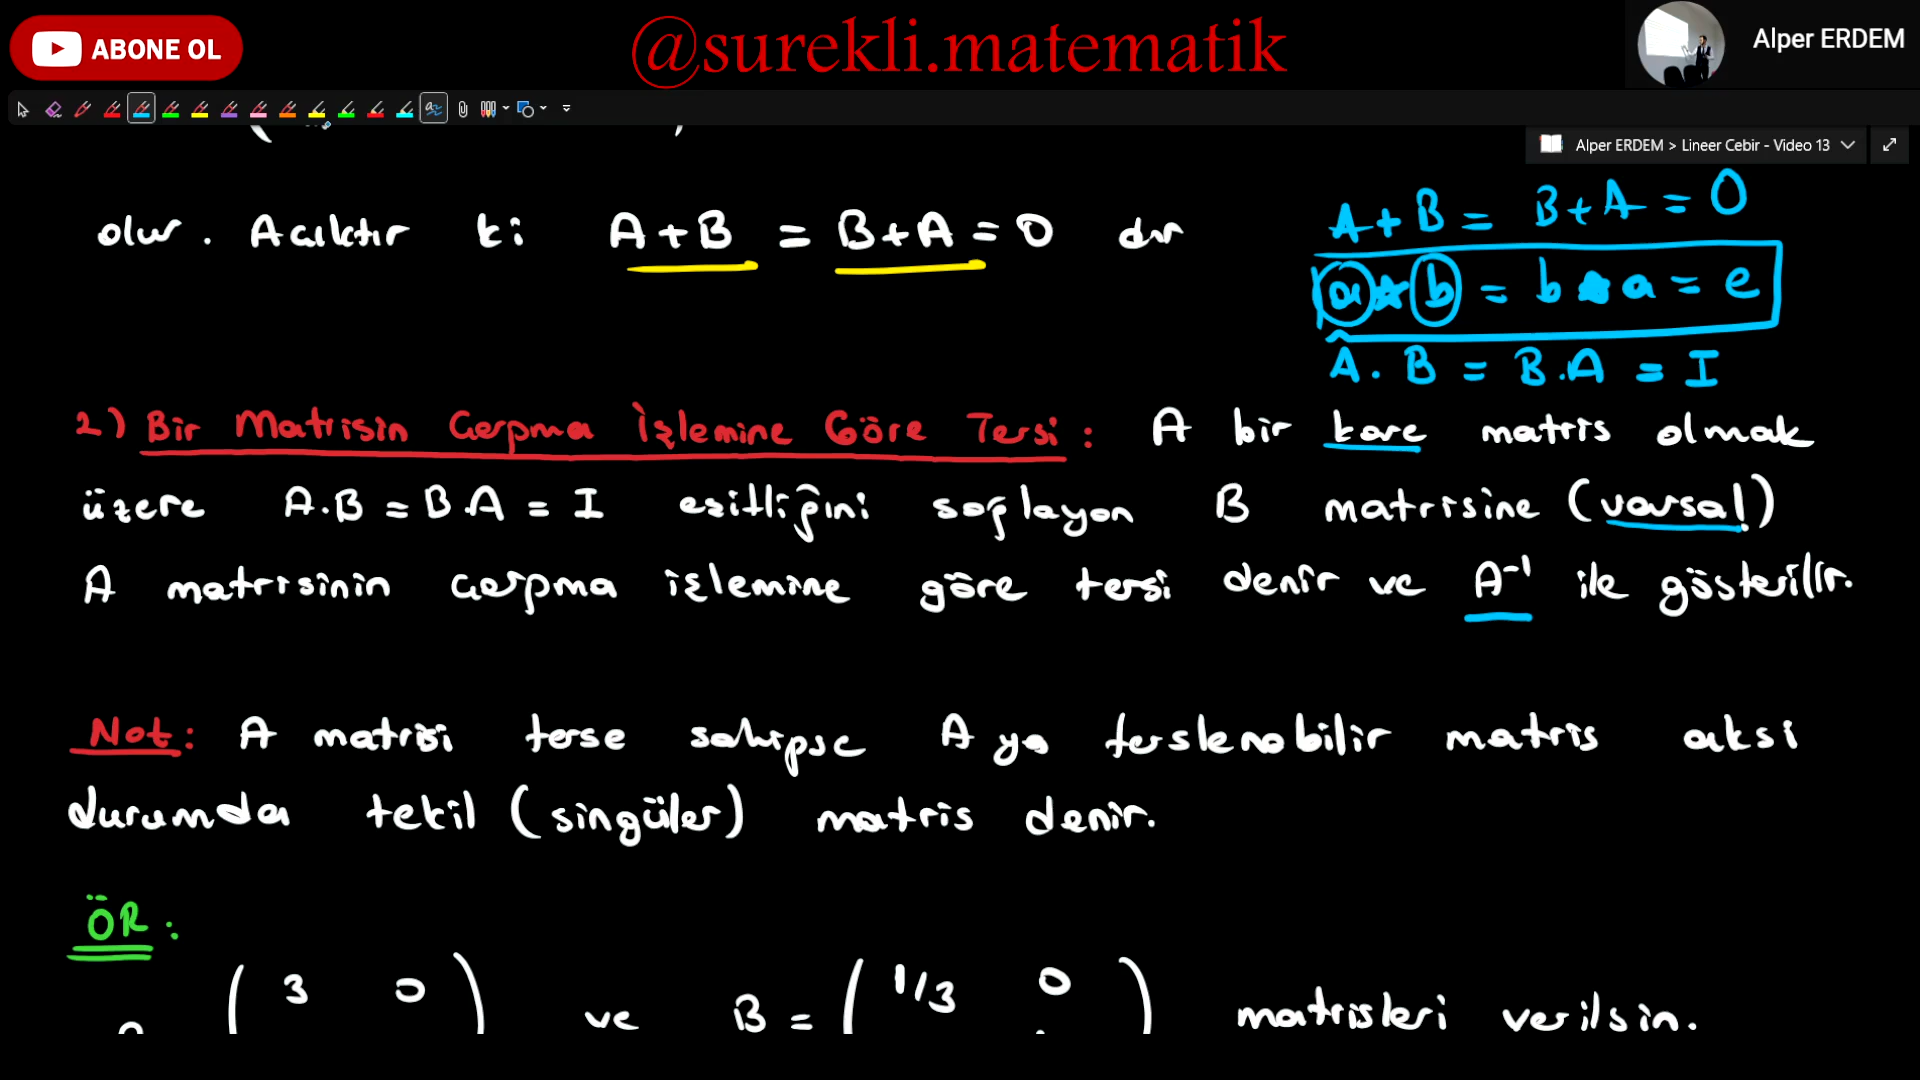 ABONE OL
@surekli.matematik
Alper ERDEM
Alper ERDEM > Lineer Cebir - Video 13
olur. Açıktır ki A+B = B+A = 0 dır
A+B = B+A = 0
a ★ b = b ★ a = e
A . B = B . A = I
2) Bir Matrisin Çarpma İşlemine Göre Tersi: A bir kare matris olmak
üzere A.B = B.A = I eşitliğini sağlayan B matrisine (varsa!)
A matrisinin çarpma işlemine göre tersi denir ve A⁻¹ ile gösterilir.
Not: A matrisi terse sahipse A ya terslenebilir matris aksi
durumda tekil (singüler) matris denir.
ÖR:
( 3 0 ) ve B = ( 1/3 0 ) matrisleri verilsin.